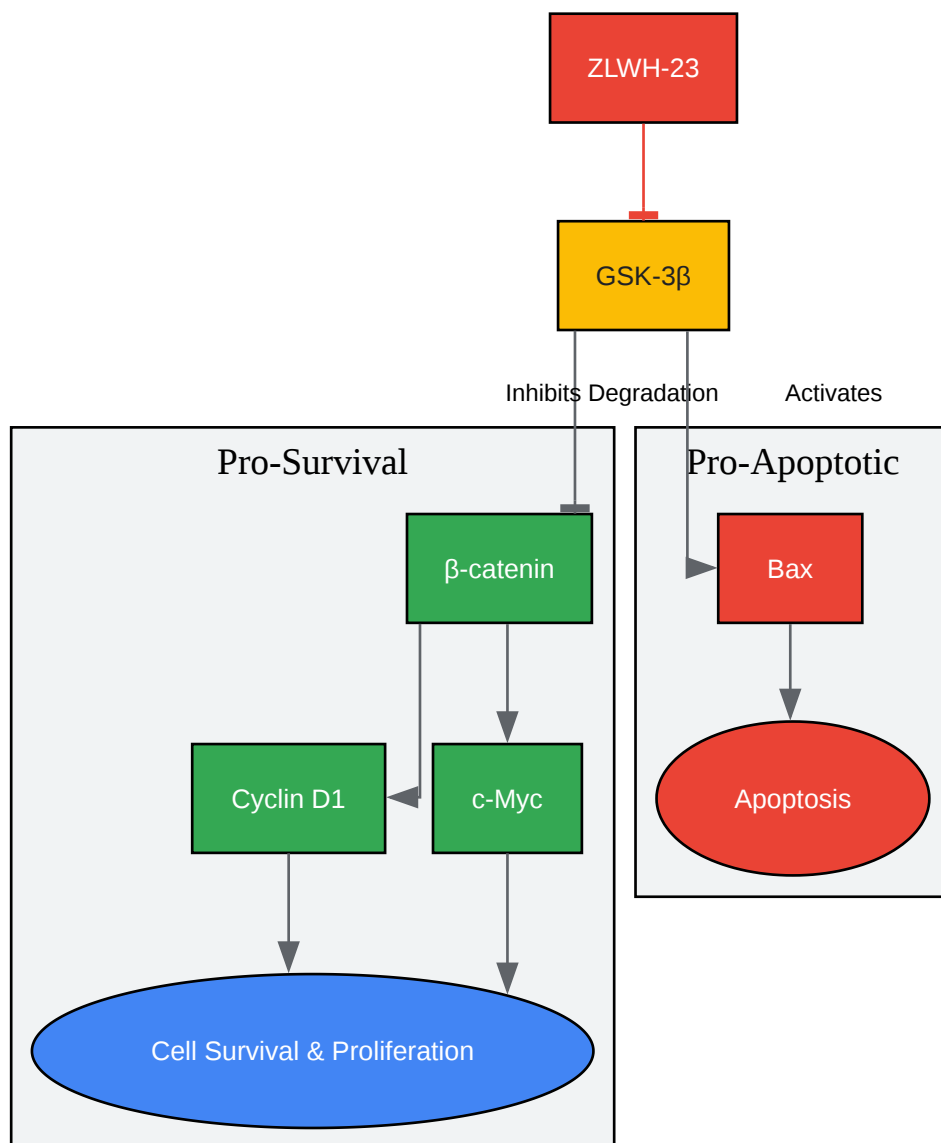 ZLWH-23
GSK-3β
Inhibits Degradation
Activates
Pro-Survival
Pro-Apoptotic
β-catenin
Bax
Cyclin D1
c-Myc
Apoptosis
Cell Survival & Proliferation